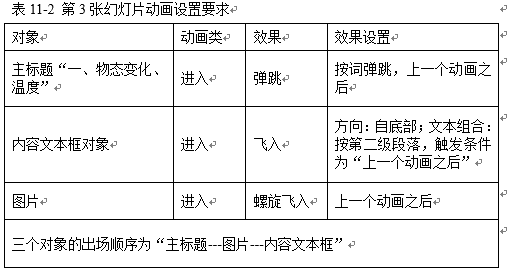 表 11-2 第 3 张幻灯片动画设置要求
对象 动画类 效果 效果设置
主标题“一、物态变化、
温度” 进入 弹跳 按词弹跳，上一个动画之
后
内容文本框对象 进入 飞入 方向：自底部；文本组合：
按第二级段落，触发条件
为“上一个动画之后”
图片 进入 螺旋飞入 上一个动画之后
三个对象的出场顺序为“主标题---图片---内容文本框”